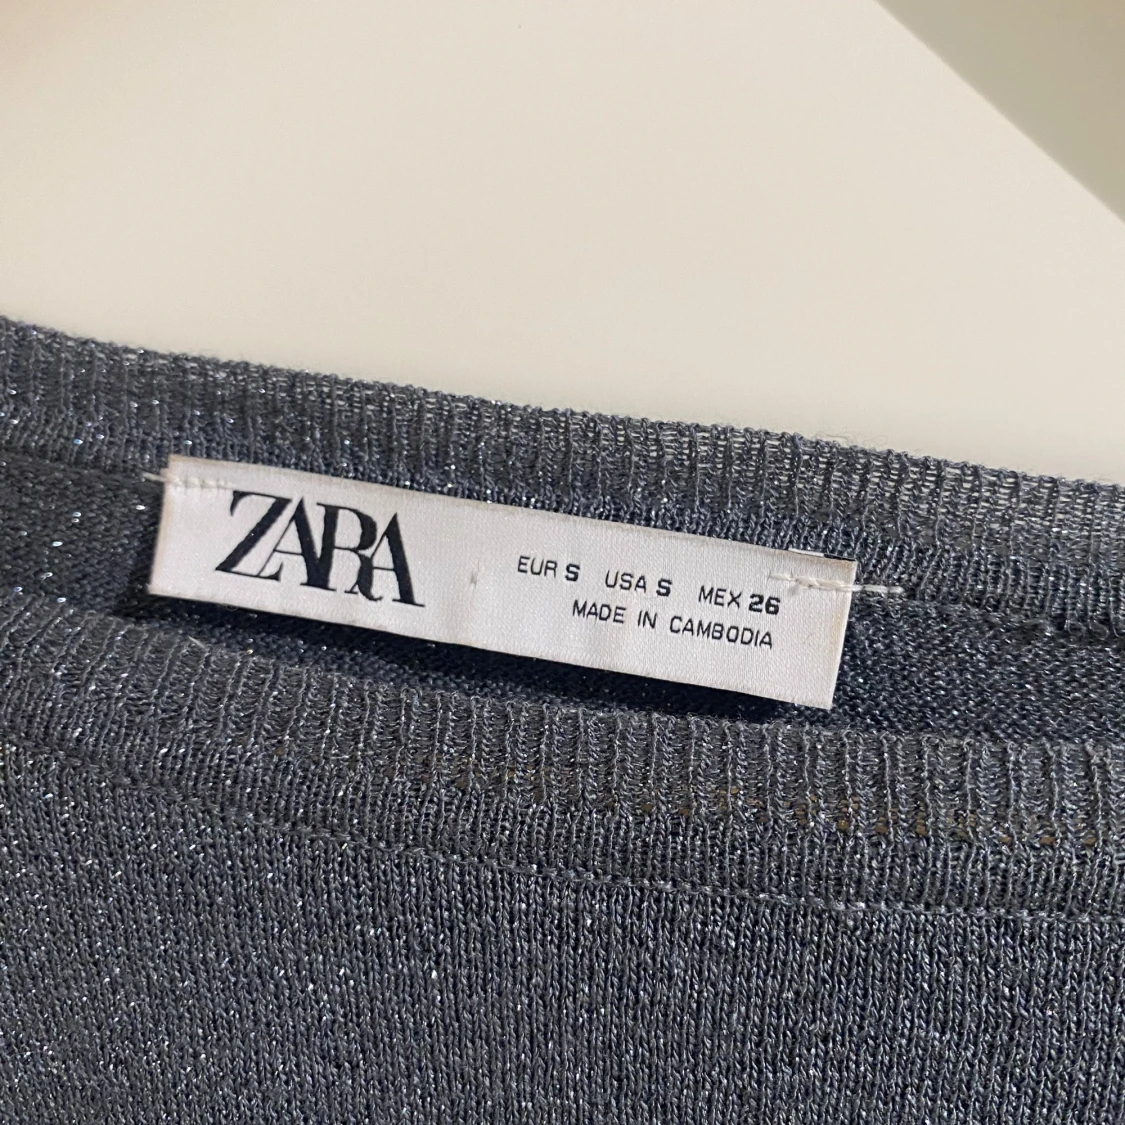 ZARA
EUR S USA S MEX 26
MADE IN CAMBODIA